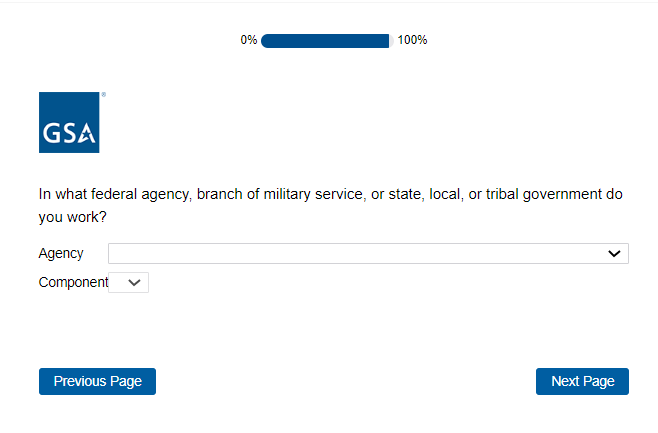 0% 100%
GSA
®
In what federal agency, branch of military service, or state, local, or tribal government do
you work?
Agency
Component
Previous Page Next Page